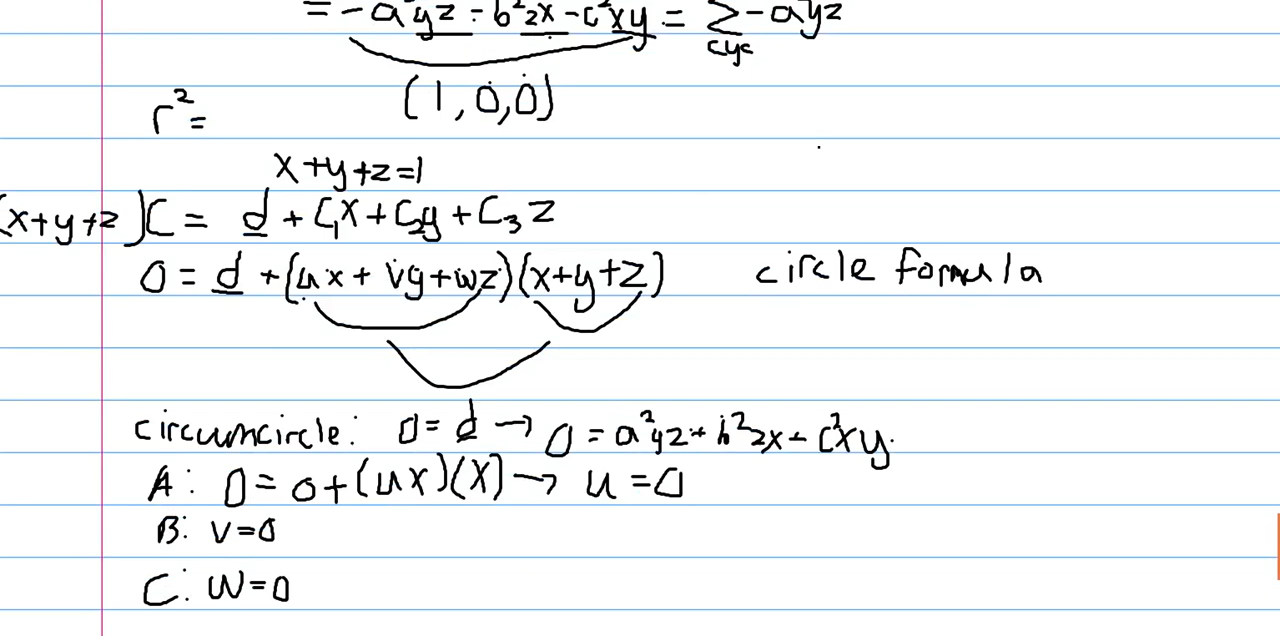 = -a²yz - b²zx - c²xy = Σ -a²yz
cyc
(1, 0, 0)
r² =
x+y+z=1
(x+y+z)C = d + C₁x + C₂y + C₃z
0 = d + (ux + vy + wz)(x+y+z) circle formula
circumcircle: 0 = d → 0 = a²yz + b²zx + c²xy
A: 0 = 0 + (ux)(x) → u = 0
B: v=0
C: w=0